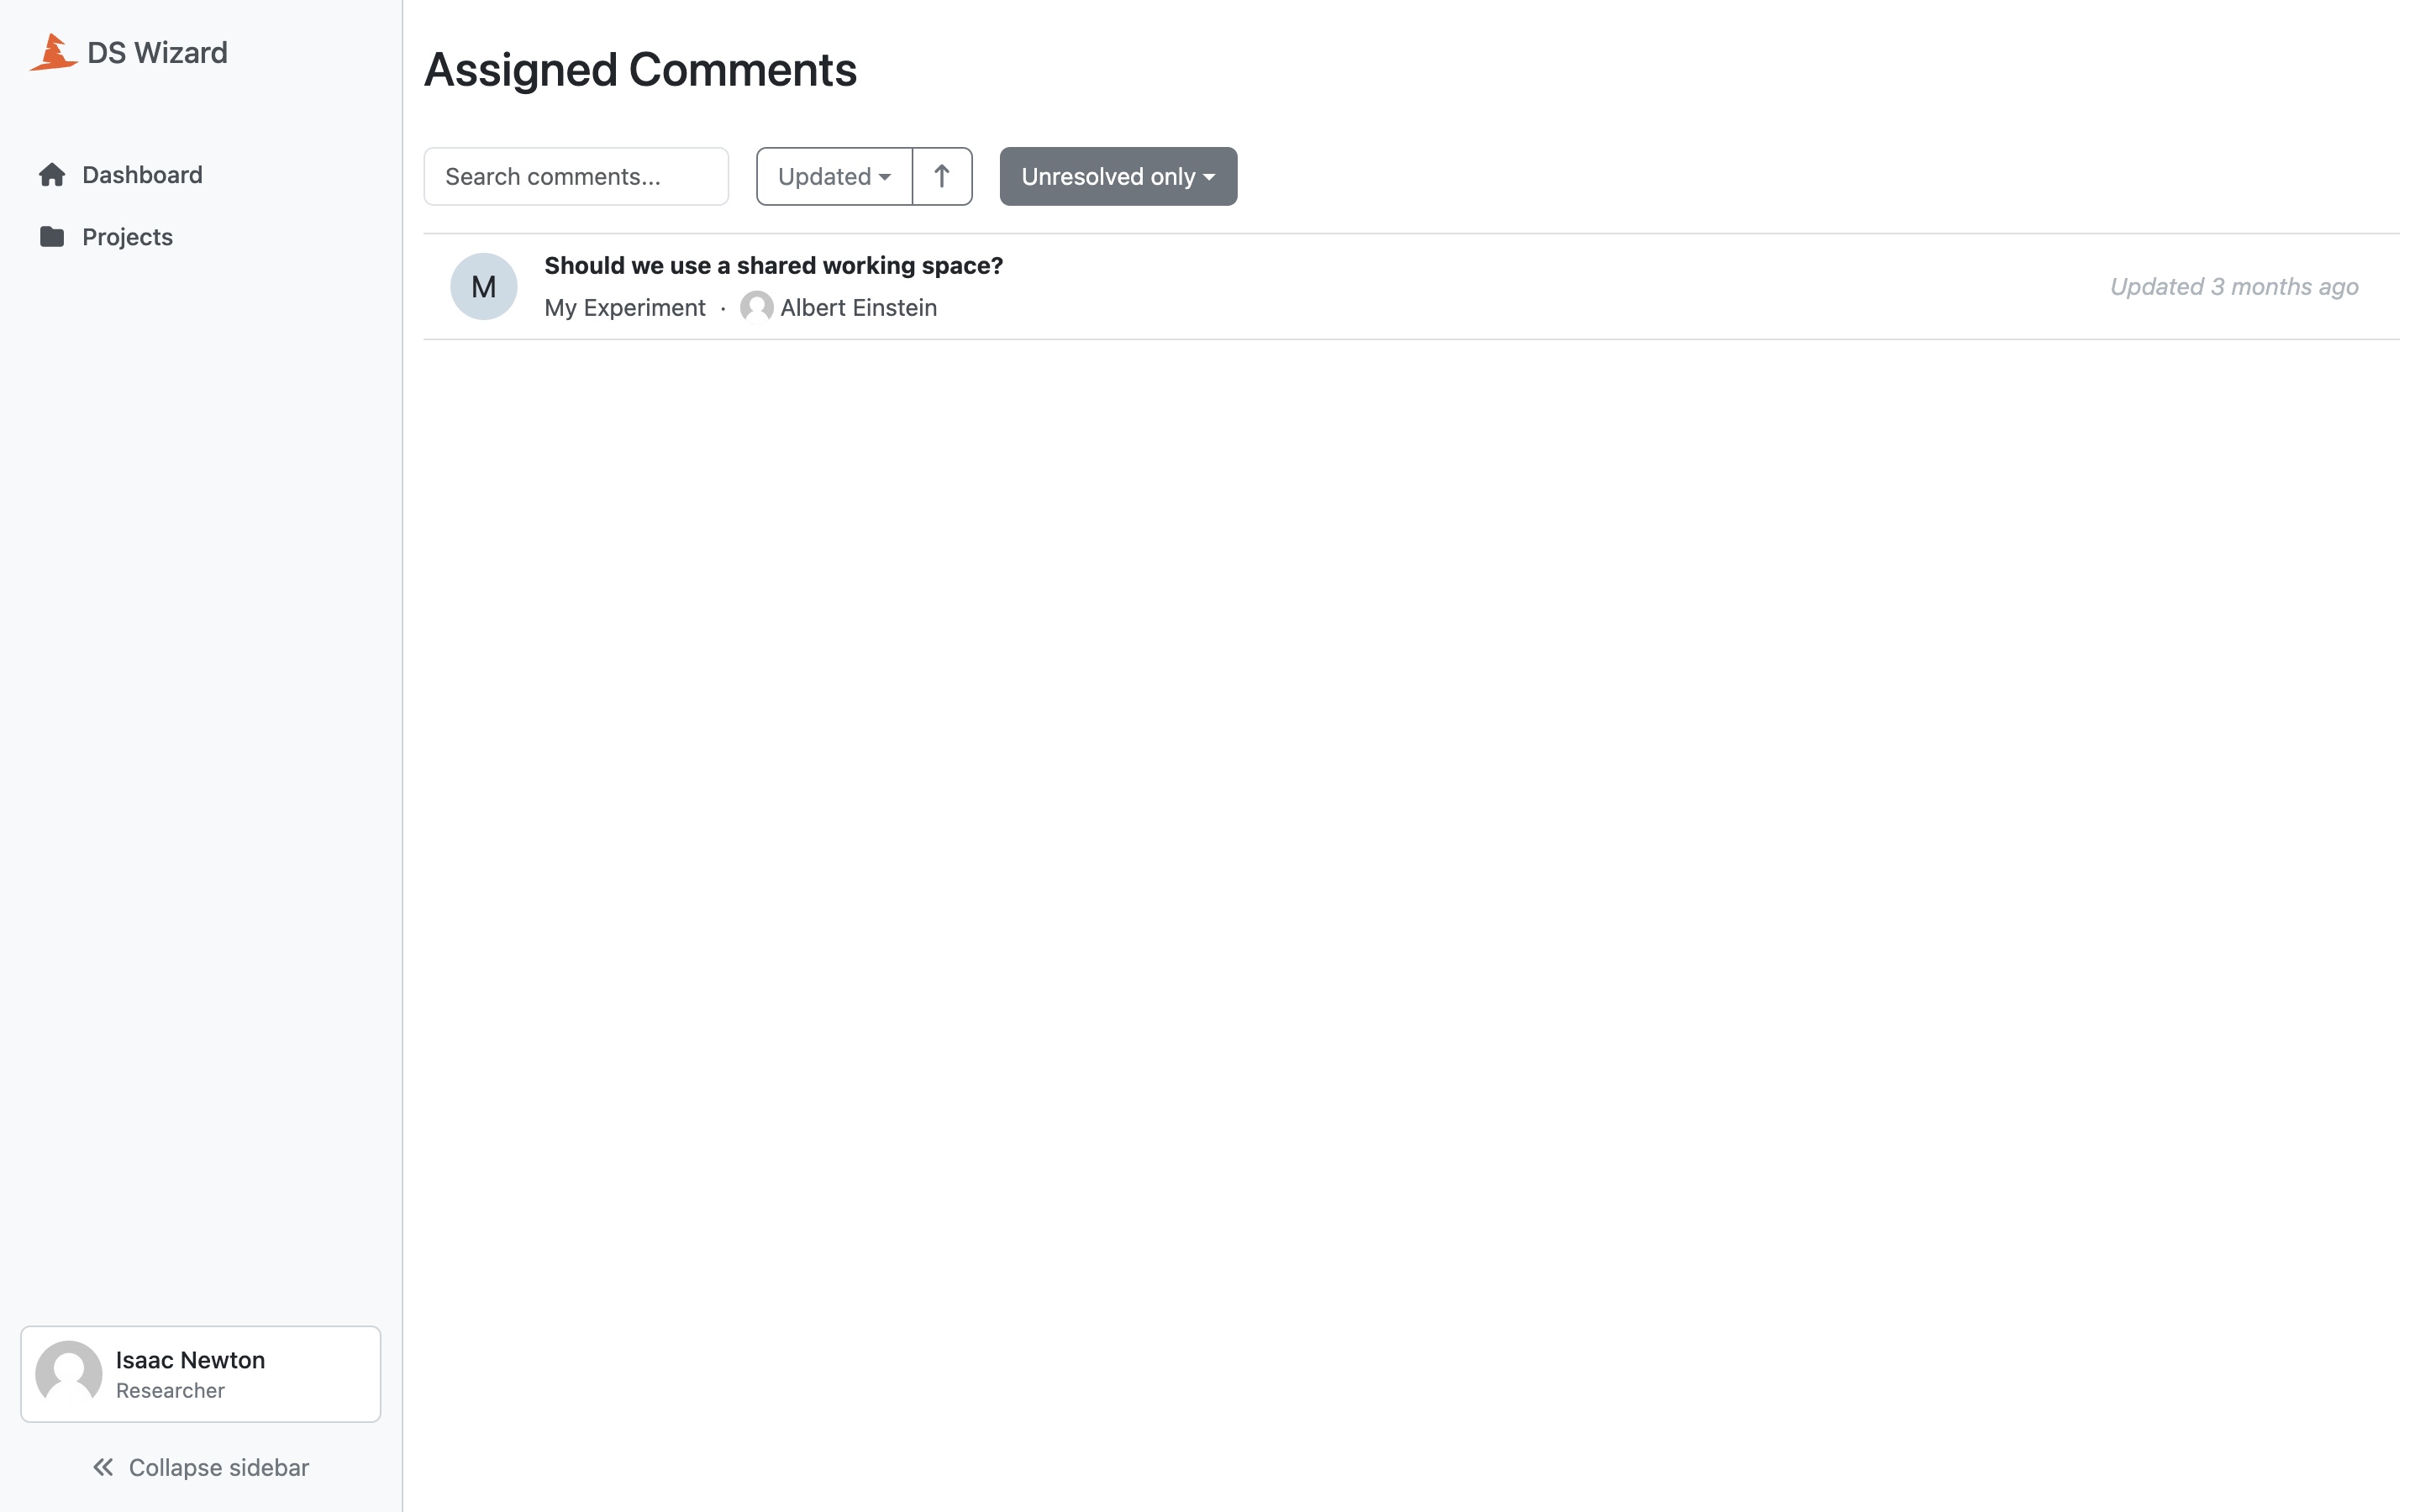 DS Wizard
Dashboard
Projects
Assigned Comments
Search comments...
Updated
Unresolved only
M
Should we use a shared working space?
My Experiment · Albert Einstein
Updated 3 months ago
Isaac Newton
Researcher
Collapse sidebar